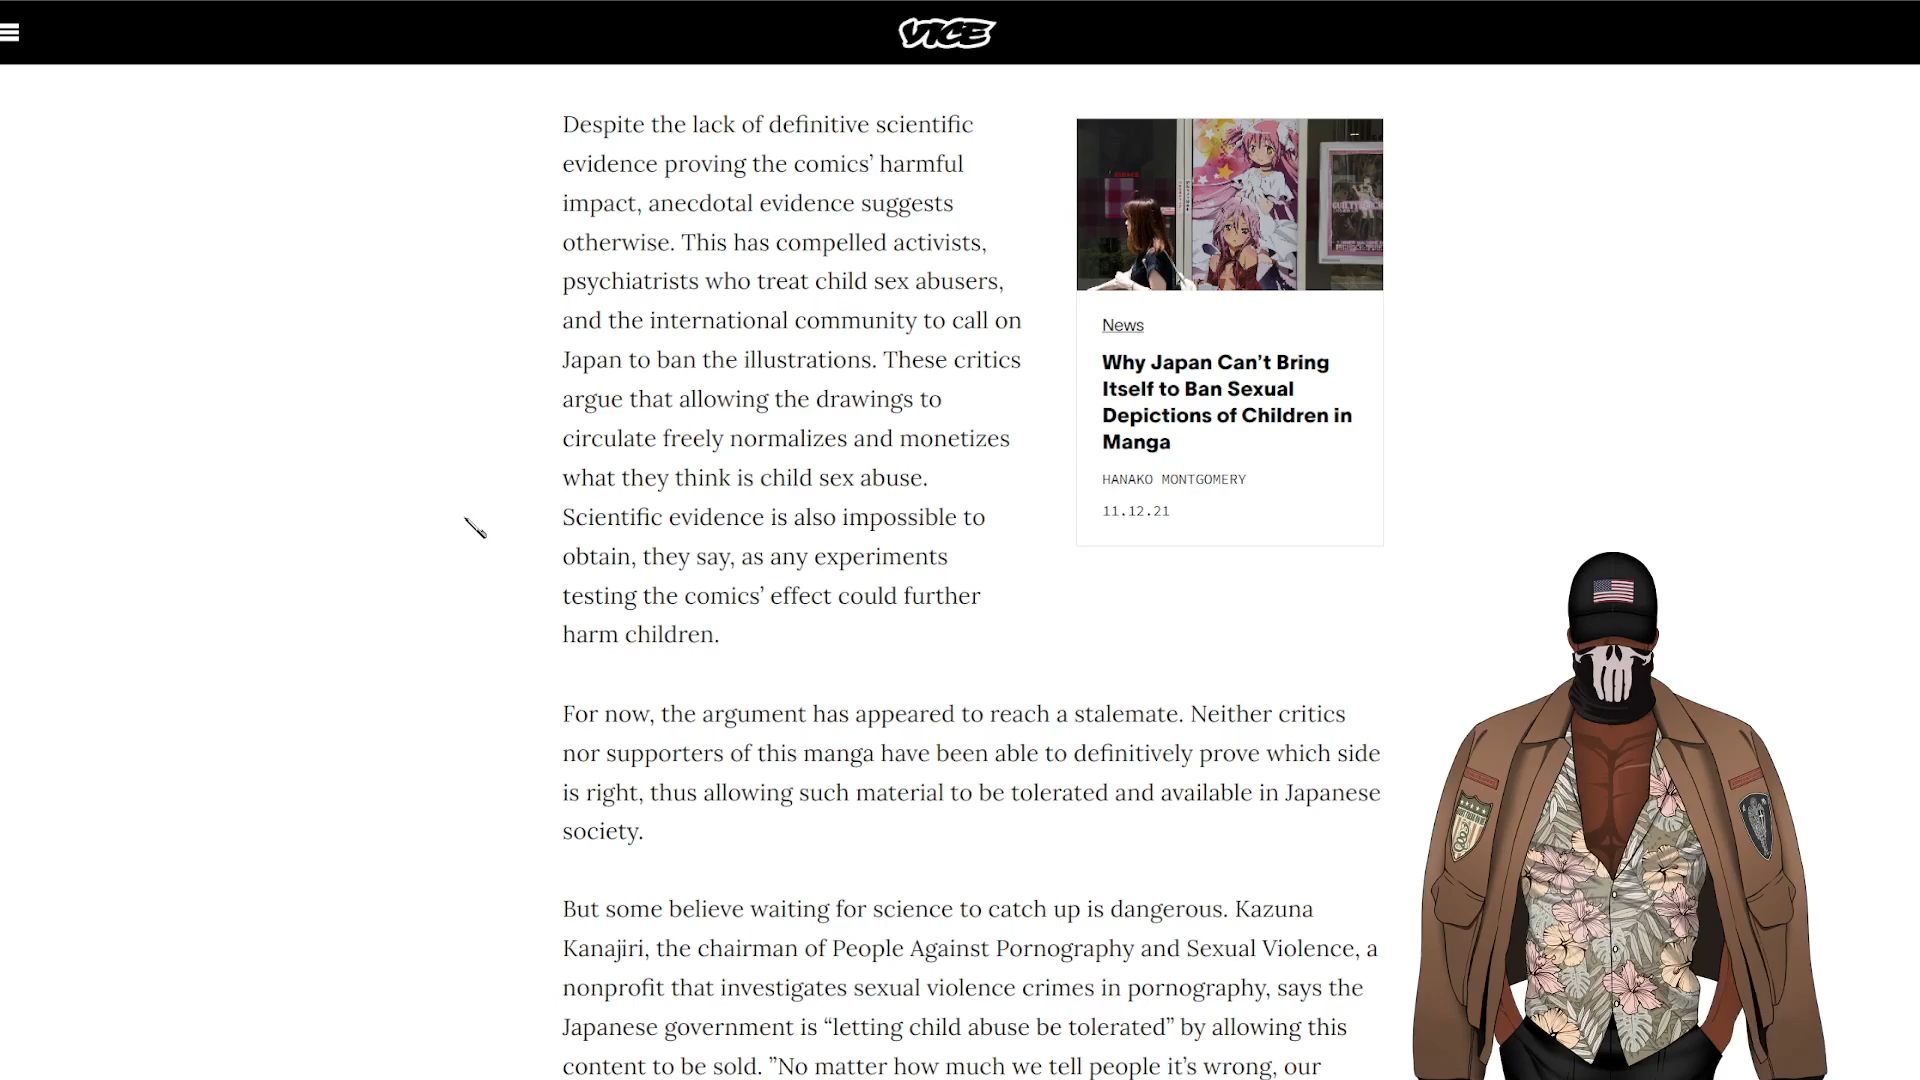 VICE
Despite the lack of definitive scientific
evidence proving the comics’ harmful
impact, anecdotal evidence suggests
otherwise. This has compelled activists,
psychiatrists who treat child sex abusers,
and the international community to call on
Japan to ban the illustrations. These critics
argue that allowing the drawings to
circulate freely normalizes and monetizes
what they think is child sex abuse.
Scientific evidence is also impossible to
obtain, they say, as any experiments
testing the comics’ effect could further
harm children.
News
Why Japan Can’t Bring
Itself to Ban Sexual
Depictions of Children in
Manga
HANAKO MONTGOMERY
11.12.21
For now, the argument has appeared to reach a stalemate. Neither critics
nor supporters of this manga have been able to definitively prove which side
is right, thus allowing such material to be tolerated and available in Japanese
society.
But some believe waiting for science to catch up is dangerous. Kazuna
Kanajiri, the chairman of People Against Pornography and Sexual Violence, a
nonprofit that investigates sexual violence crimes in pornography, says the
Japanese government is “letting child abuse be tolerated” by allowing this
content to be sold. ”No matter how much we tell people it’s wrong, our